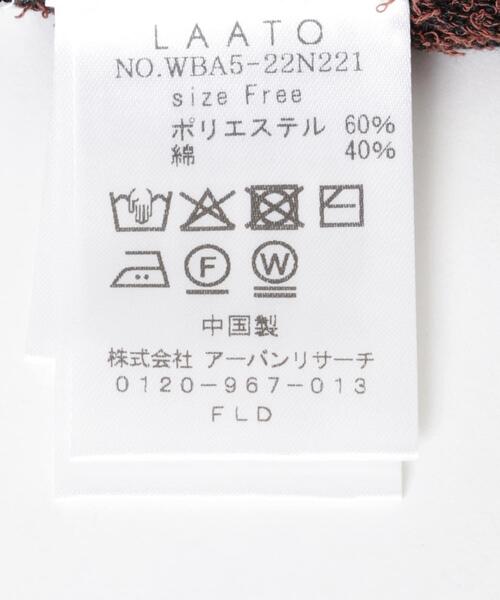 LAATO
NO.WBA5-22N221
size Free
ポリエステル 60%
綿 40%
F W
中国製
株式会社 アーバンリサーチ
0120-967-013
FLD